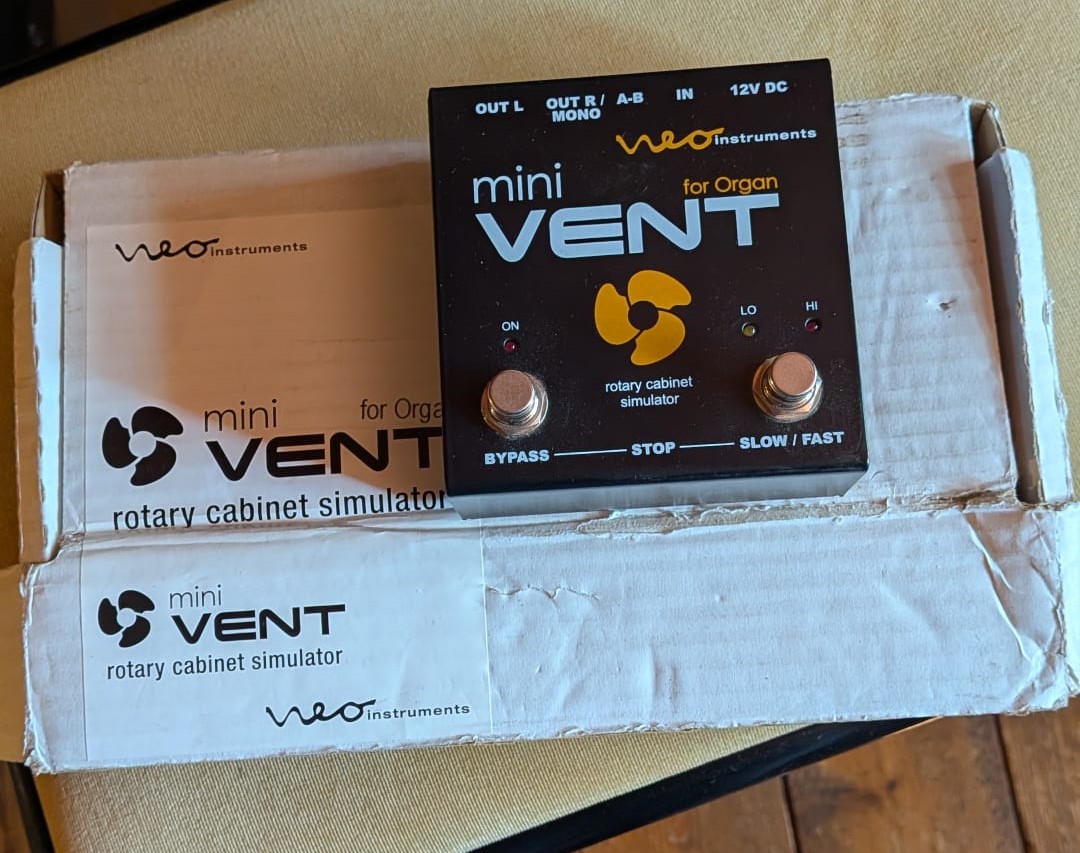 OUT L OUT R / MONO A-B IN 12V DC
neo instruments
mini for Organ
VENT
ON
LO HI
rotary cabinet
simulator
BYPASS STOP SLOW / FAST
neo instruments
mini for Orga
VENT
rotary cabinet simulator
mini
VENT
rotary cabinet simulator
neo instruments